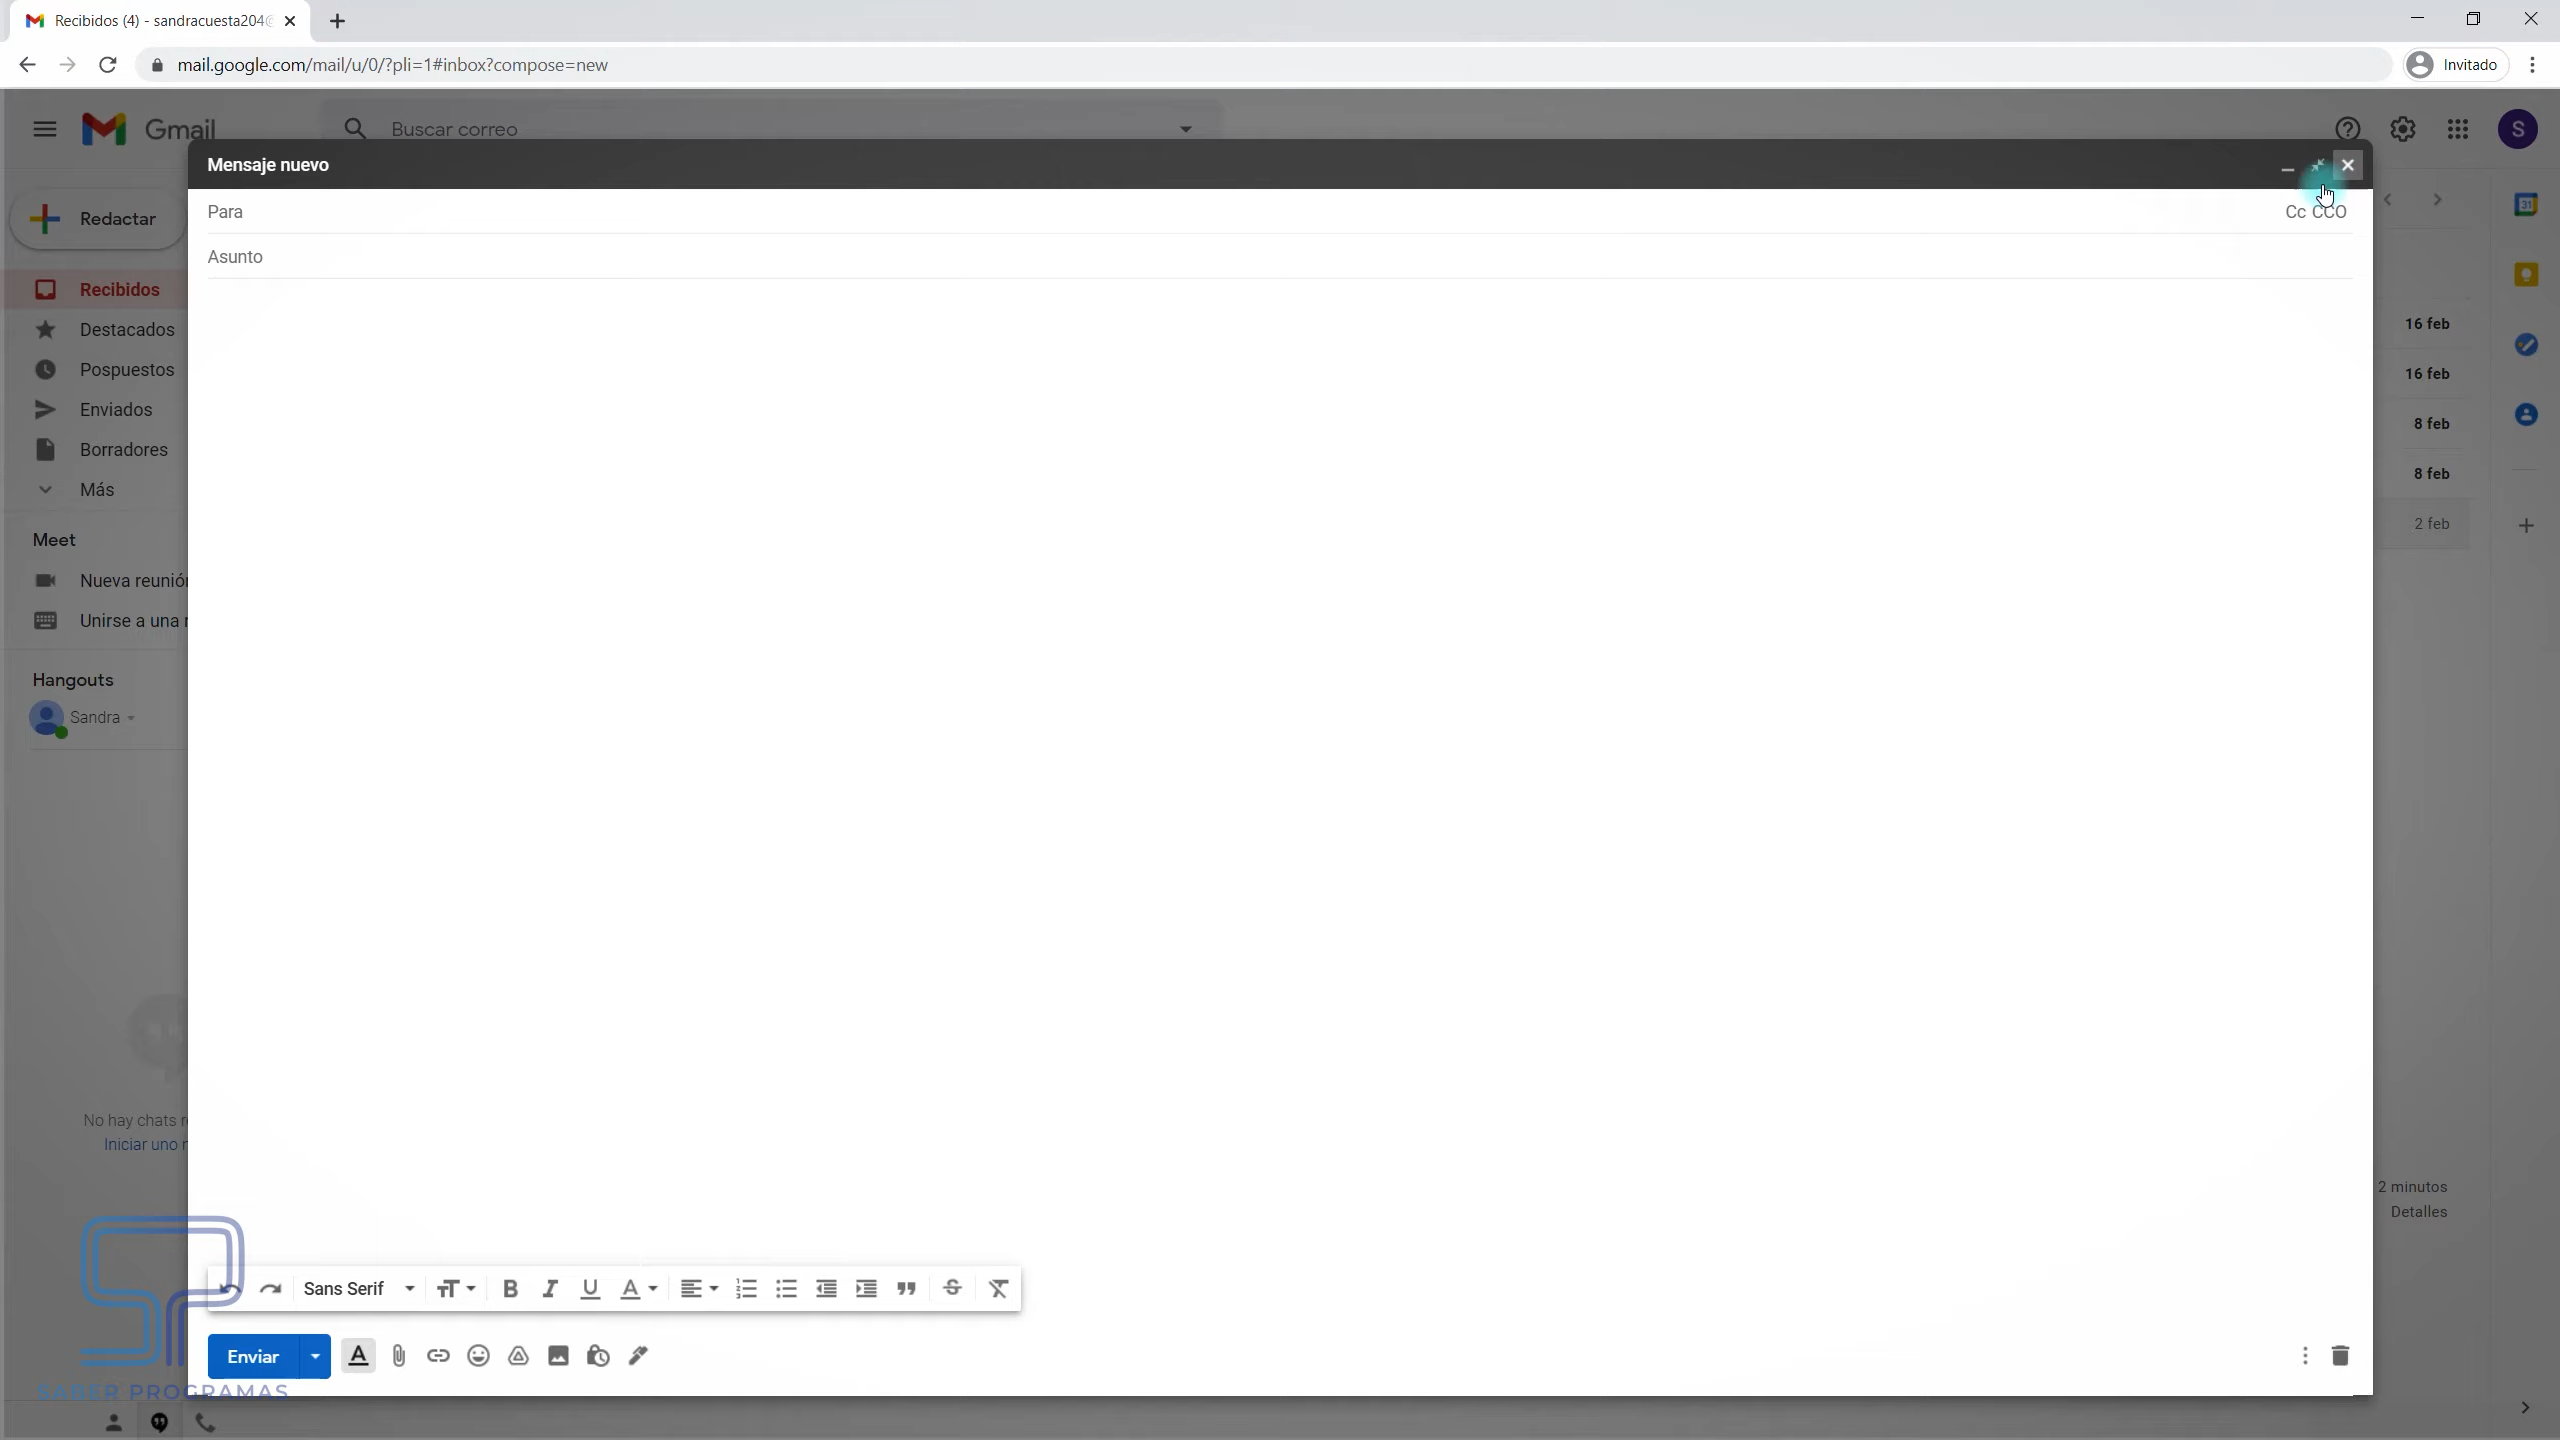 Recibidos (4) - sandracuesta204@
mail.google.com/mail/u/0/?pli=1#inbox?compose=new
Invitado
Gmail
Buscar correo
S
Mensaje nuevo
Redactar
Para
Cc CCO
31
Asunto
Recibidos
Destacados
16 feb
Pospuestos
16 feb
Enviados
8 feb
Borradores
8 feb
Más
2 feb
Meet
Nueva reunión
Unirse a una r
Hangouts
Sandra
No hay chats r
Iniciar uno n
2 minutos
Detalles
Sans Serif
Enviar
SABER PROGRAMAS